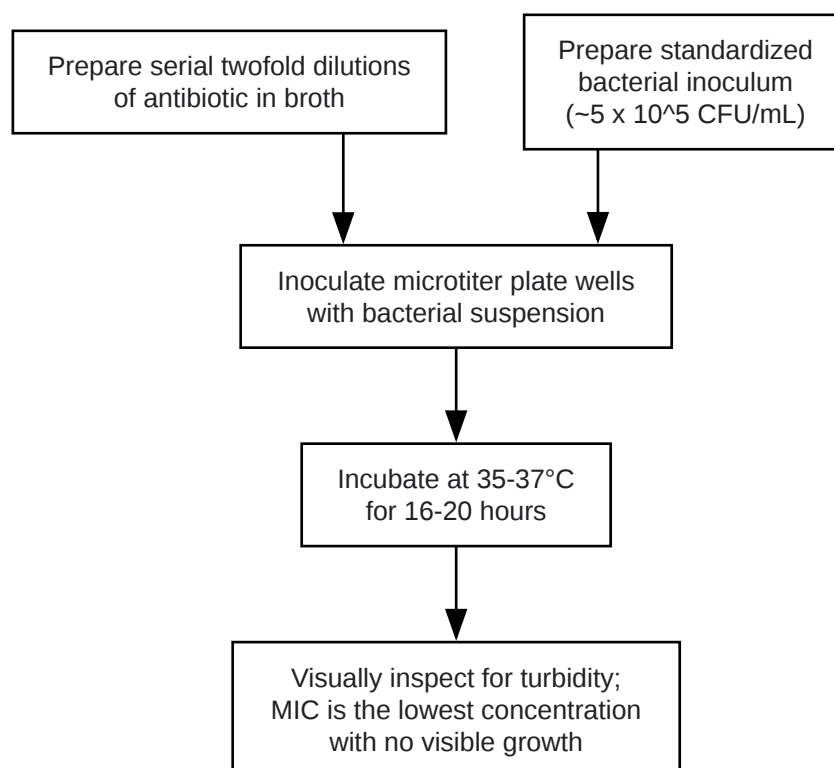 Prepare serial twofold dilutions
of antibiotic in broth
Prepare standardized
bacterial inoculum
(~5 x 10^5 CFU/mL)
Inoculate microtiter plate wells
with bacterial suspension
Incubate at 35-37°C
for 16-20 hours
Visually inspect for turbidity;
MIC is the lowest concentration
with no visible growth